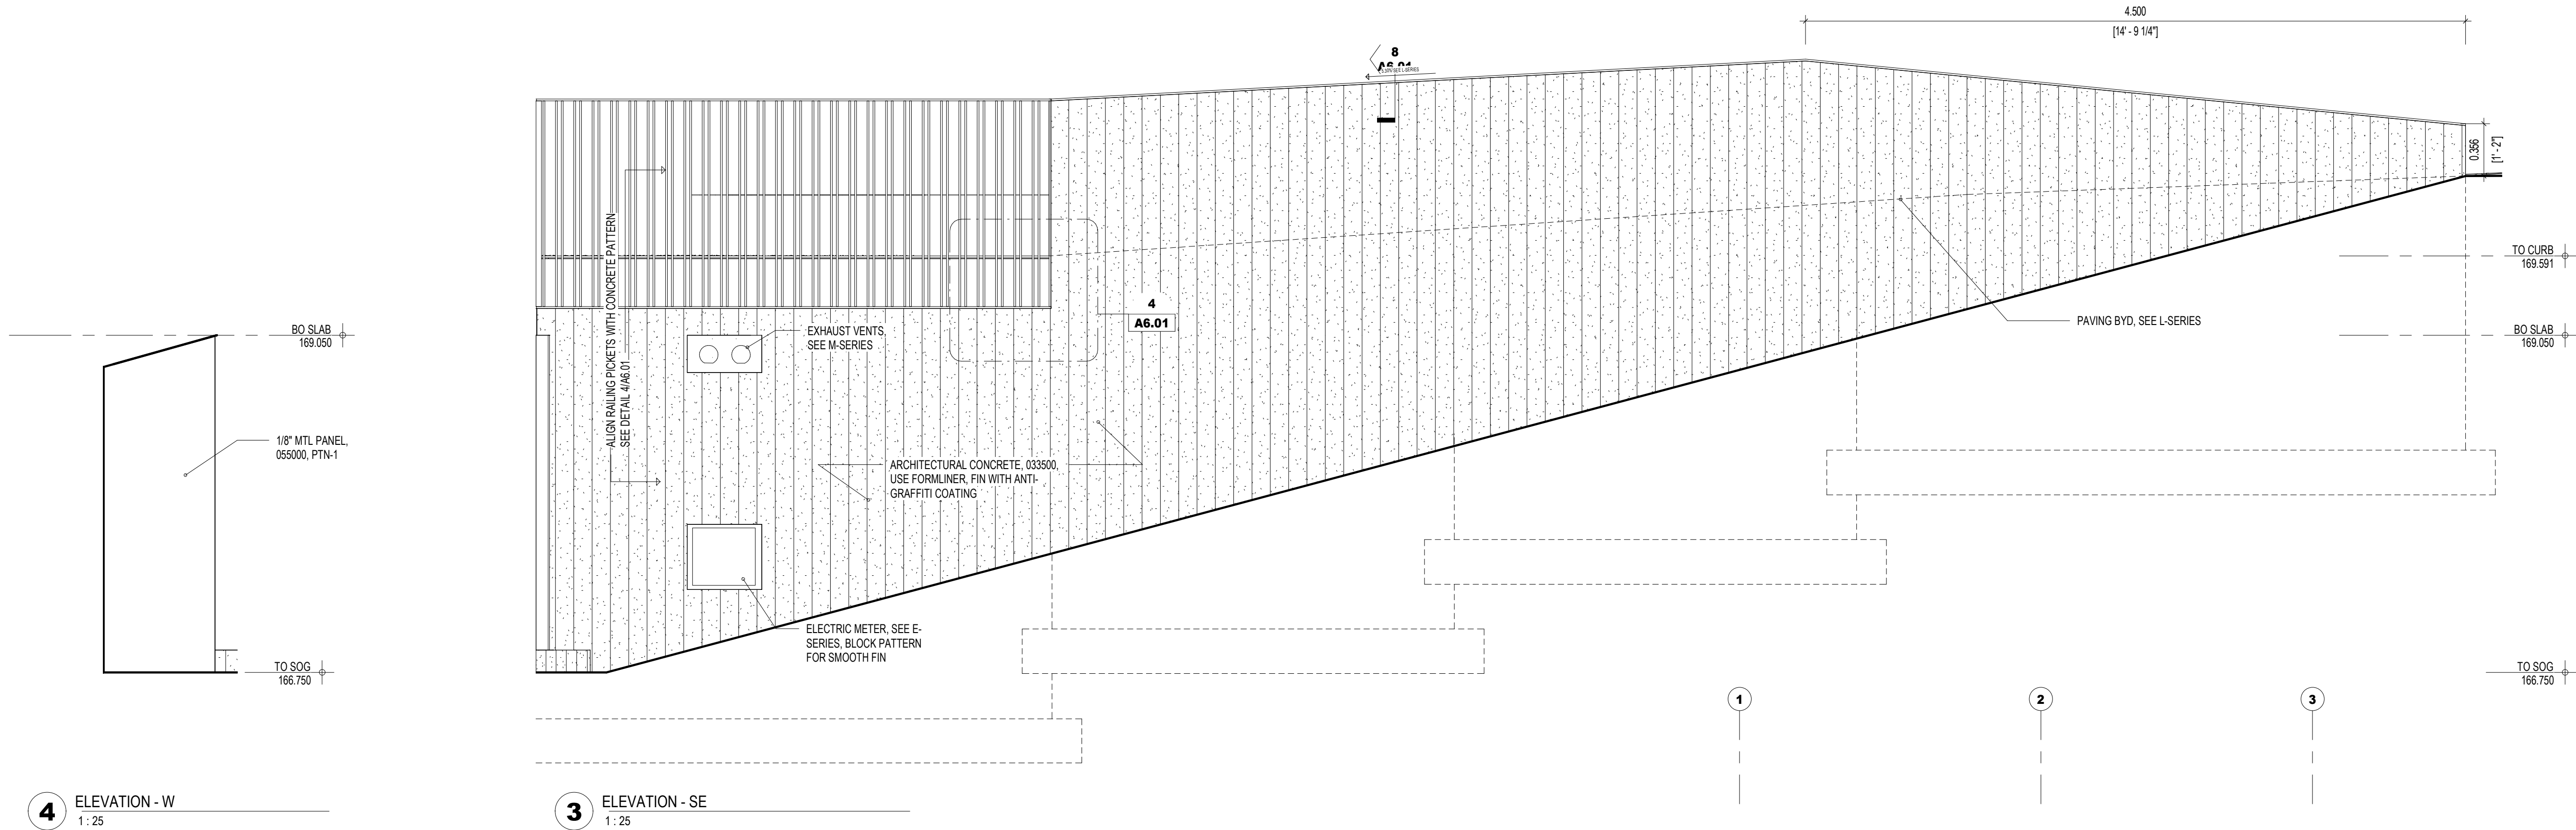 4.500
[14' - 9 1/4"]
8
A6.01
SEE L-SERIES
0.356
[1' - 2"]
TO CURB
169.591
BO SLAB
169.050
BO SLAB
169.050
ALIGN RAILING PICKETS WITH CONCRETE PATTERN
SEE DETAIL 4/A6.01
4
A6.01
EXHAUST VENTS,
SEE M-SERIES
PAVING BYD, SEE L-SERIES
1/8" MTL PANEL,
055000, PTN-1
ARCHITECTURAL CONCRETE, 033500,
USE FORMLINER, FIN WITH ANTI-
GRAFFITI COATING
ELECTRIC METER, SEE E-
SERIES, BLOCK PATTERN
FOR SMOOTH FIN
TO SOG
166.750
TO SOG
166.750
1
2
3
4
ELEVATION - W
1 : 25
3
ELEVATION - SE
1 : 25